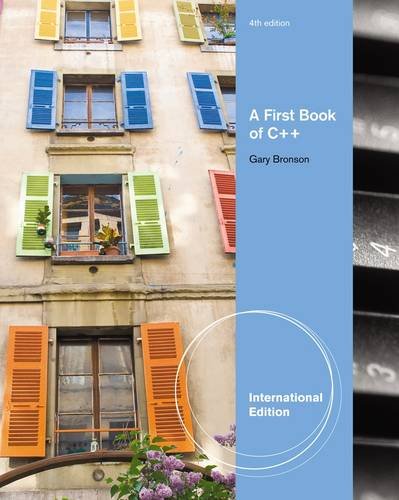 4th edition
A First Book
of C++
Gary Bronson
International
Edition